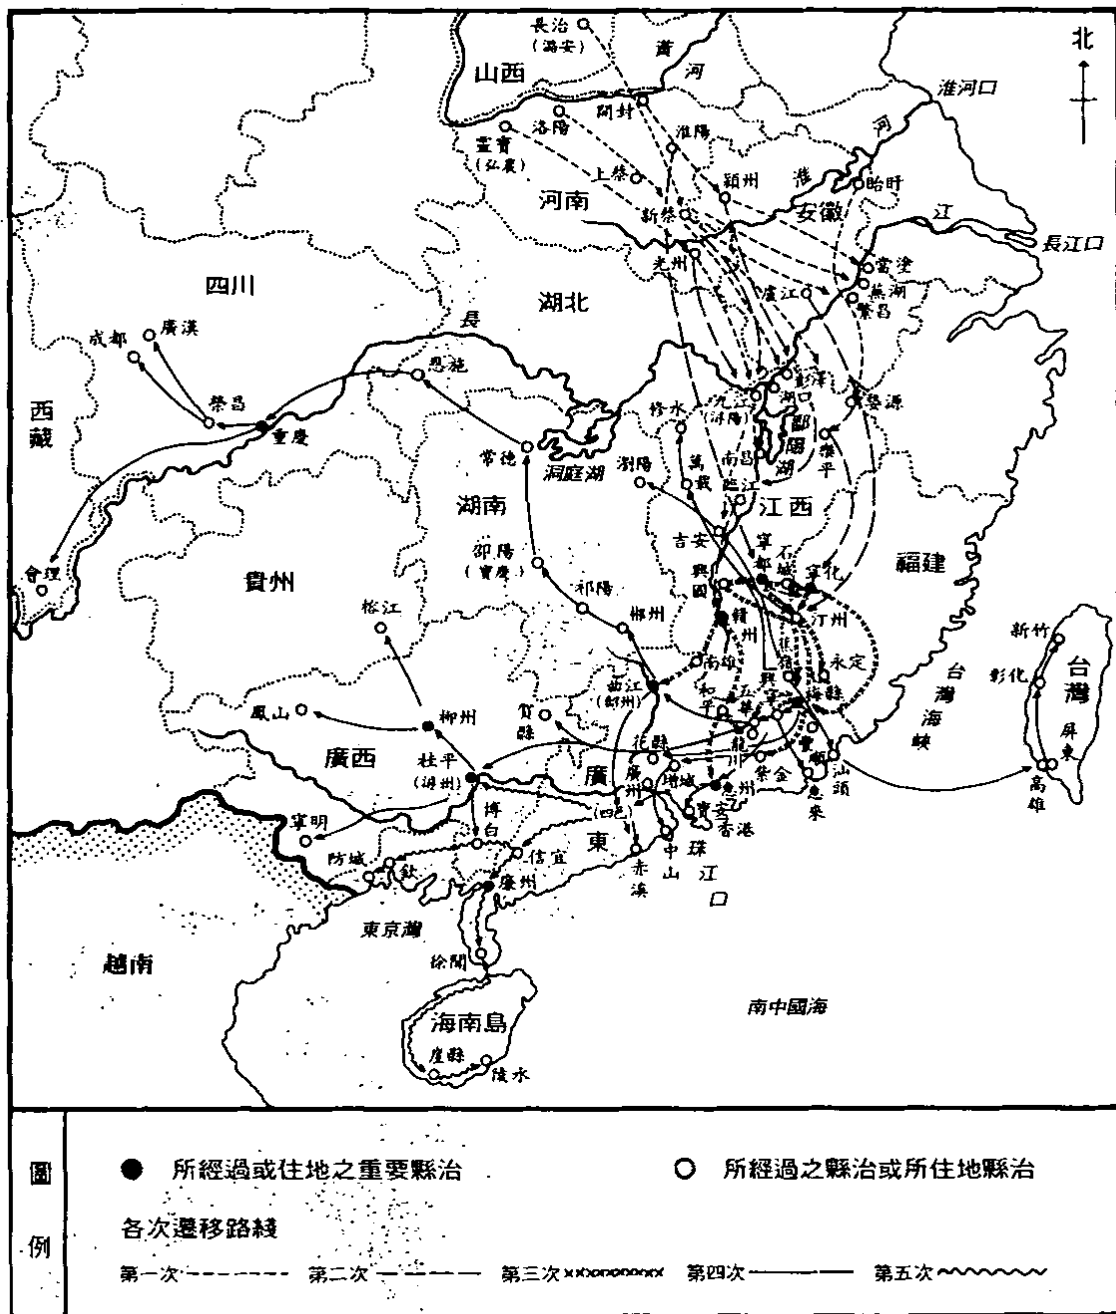 長治
(潞安)
山西
黃
河
北
淮河口
開封
洛陽
靈寶
(弘農)
淮陽
上蔡
河南
新蔡
潁州
淮
河
安徽
盱眙
江
長江口
光州
當塗
蕪湖
繁昌
廬江
四川
湖北
長
成都
廣漢
恩施
榮昌
重慶
西
藏
修水
九江
(潯陽)
湖口
彭澤
鄱
陽
湖
婺源
南昌
常德
洞庭湖
瀏陽
萬載
臨江
江西
湖南
吉安
寧都
石城
寧化
福建
會理
貴州
邵陽
(寶慶)
祁陽
郴州
興國
贛州
汀州
榕江
南雄
永定
新竹
彰化
台
灣
台
灣
海
峽
曲江
(韶州)
和平
五華
興寧
梅縣
鳳山
柳州
賀縣
屏東
高雄
廣西
桂平
(潯州)
花縣
廣州
增城
龍川
豐順
紫金
汕頭
惠來
惠州
廣
東
(四邑)
寶安
香港
寧明
博白
信宜
中山
珠
江
口
赤溪
防城
欽
廉州
東京灣
越南
徐聞
海南島
南中國海
崖縣
陵水
圖
例
● 所經過或住地之重要縣治
○ 所經過之縣治或所住地縣治
各次遷移路綫
第一次
第二次
第三次
第四次
第五次